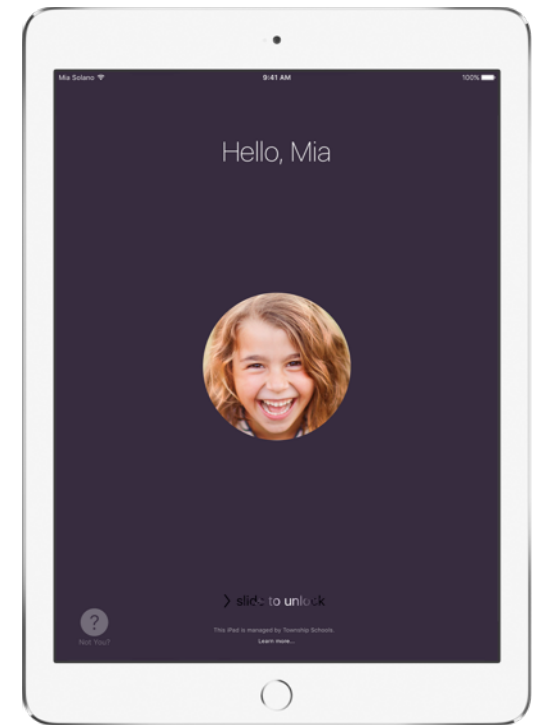 Mia Solano
9:41 AM
100%
Hello, Mia
slide to unlock
?
Not You?
This iPad is managed by Township Schools.
Learn more...